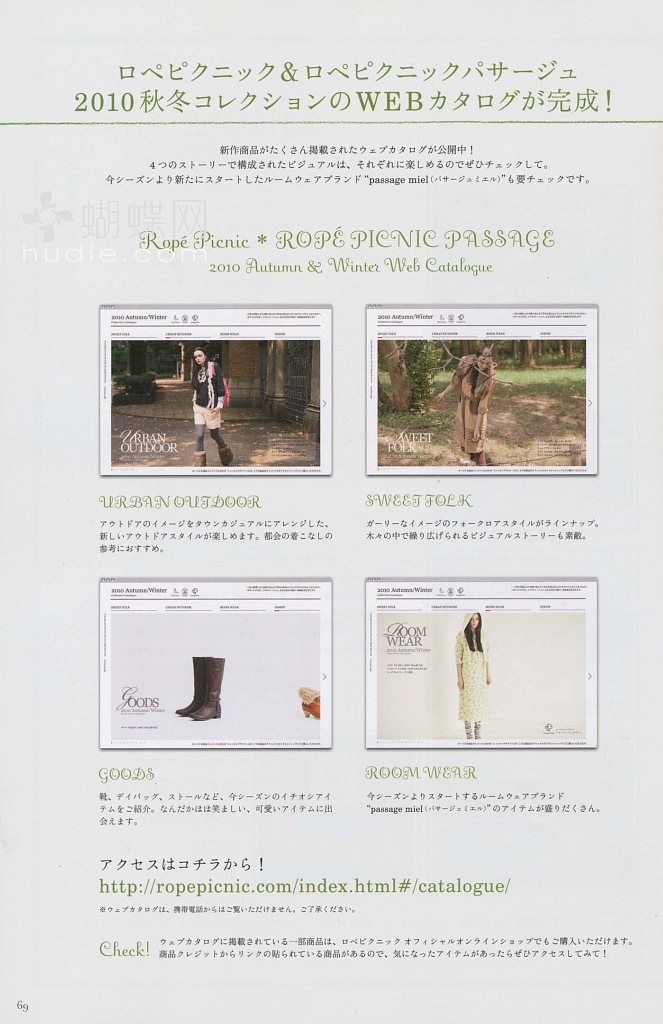 ロペピクニック＆ロペピクニックパサージュ
2010秋冬コレクションのWEBカタログが完成！
新作商品がたくさん掲載されたウェブカタログが公開中！
4つのストーリーで構成されたビジュアルは、それぞれに楽しめるのでぜひチェックして。
今シーズンより新たにスタートしたルームウェアブランド“passage miel（パサージュミエル）”も要チェックです。
蝴蝶网
hudie.com
Ropé Picnic * ROPÉ PICNIC PASSAGE
2010 Autumn & Winter Web Catalogue
2010 Autumn/Winter
SWEET FOLK URBAN OUTDOOR ROOM WEAR GOODS
URBAN
OUTDOOR
2010 Autumn/Winter
2010 Autumn/Winter
SWEET FOLK URBAN OUTDOOR ROOM WEAR GOODS
SWEET
FOLK
2010 Autumn/Winter
URBAN OUTDOOR
アウトドアのイメージをタウンカジュアルにアレンジした、
新しいアウトドアスタイルが楽しめます。都会の着こなしの
参考におすすめ。
SWEET FOLK
ガーリーなイメージのフォークロアスタイルがラインナップ。
木々の中で繰り広げられるビジュアルストーリーも素敵。
2010 Autumn/Winter
SWEET FOLK URBAN OUTDOOR ROOM WEAR GOODS
GOODS
2010 Autumn/Winter
2010 Autumn/Winter
SWEET FOLK URBAN OUTDOOR ROOM WEAR GOODS
ROOM
WEAR
2010 Autumn/Winter
GOODS
靴、デイバッグ、ストールなど、今シーズンのイチオシアイ
テムをご紹介。なんだかほほ笑ましい、可愛いアイテムに出
会えます。
ROOM WEAR
今シーズンよりスタートするルームウェアブランド
“passage miel（パサージュミエル）”のアイテムが盛りだくさん。
アクセスはコチラから！
http://ropepicnic.com/index.html#/catalogue/
※ウェブカタログは、携帯電話からはご覧いただけません。ご了承ください。
Check!
ウェブカタログに掲載されている一部商品は、ロペピクニック オフィシャルオンラインショップでもご購入いただけます。
商品クレジットからリンクの貼られている商品があるので、気になったアイテムがあったらぜひアクセスしてみて！
69